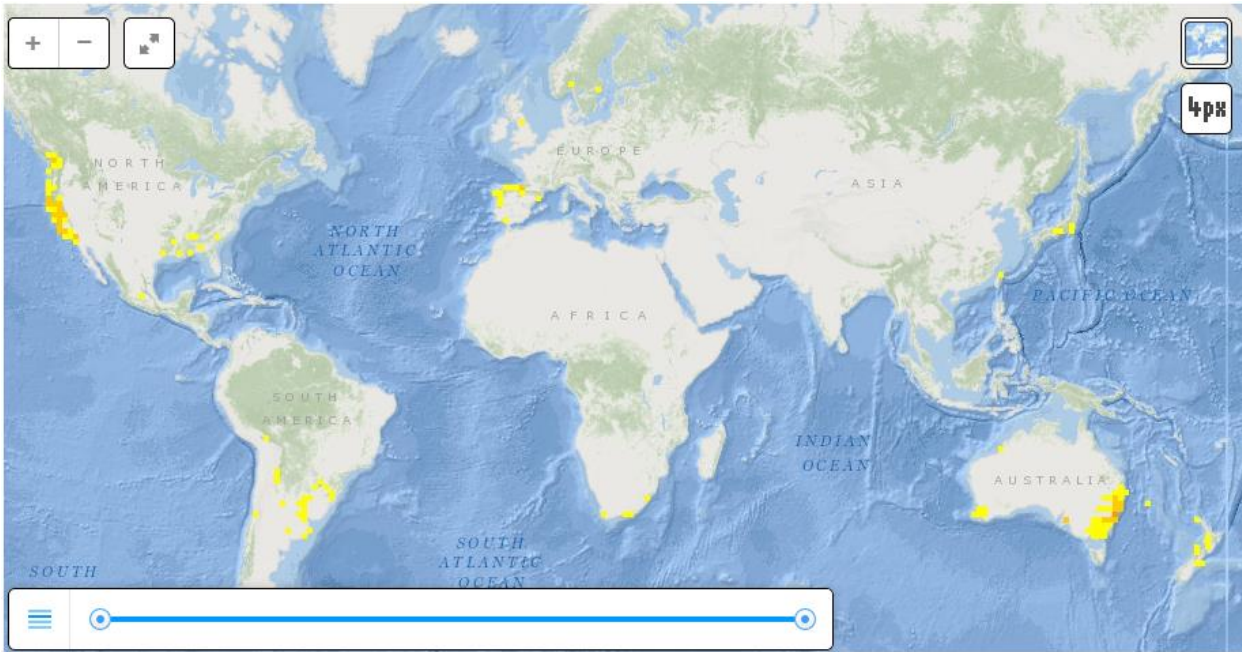 + −
4px
NORTH
AMERICA
EUROPE
ASIA
NORTH
ATLANTIC
OCEAN
PACIFIC OCEAN
AFRICA
SOUTH
AMERICA
INDIAN
OCEAN
AUSTRALIA
SOUTH
ATLANTIC
OCEAN
SOUTH